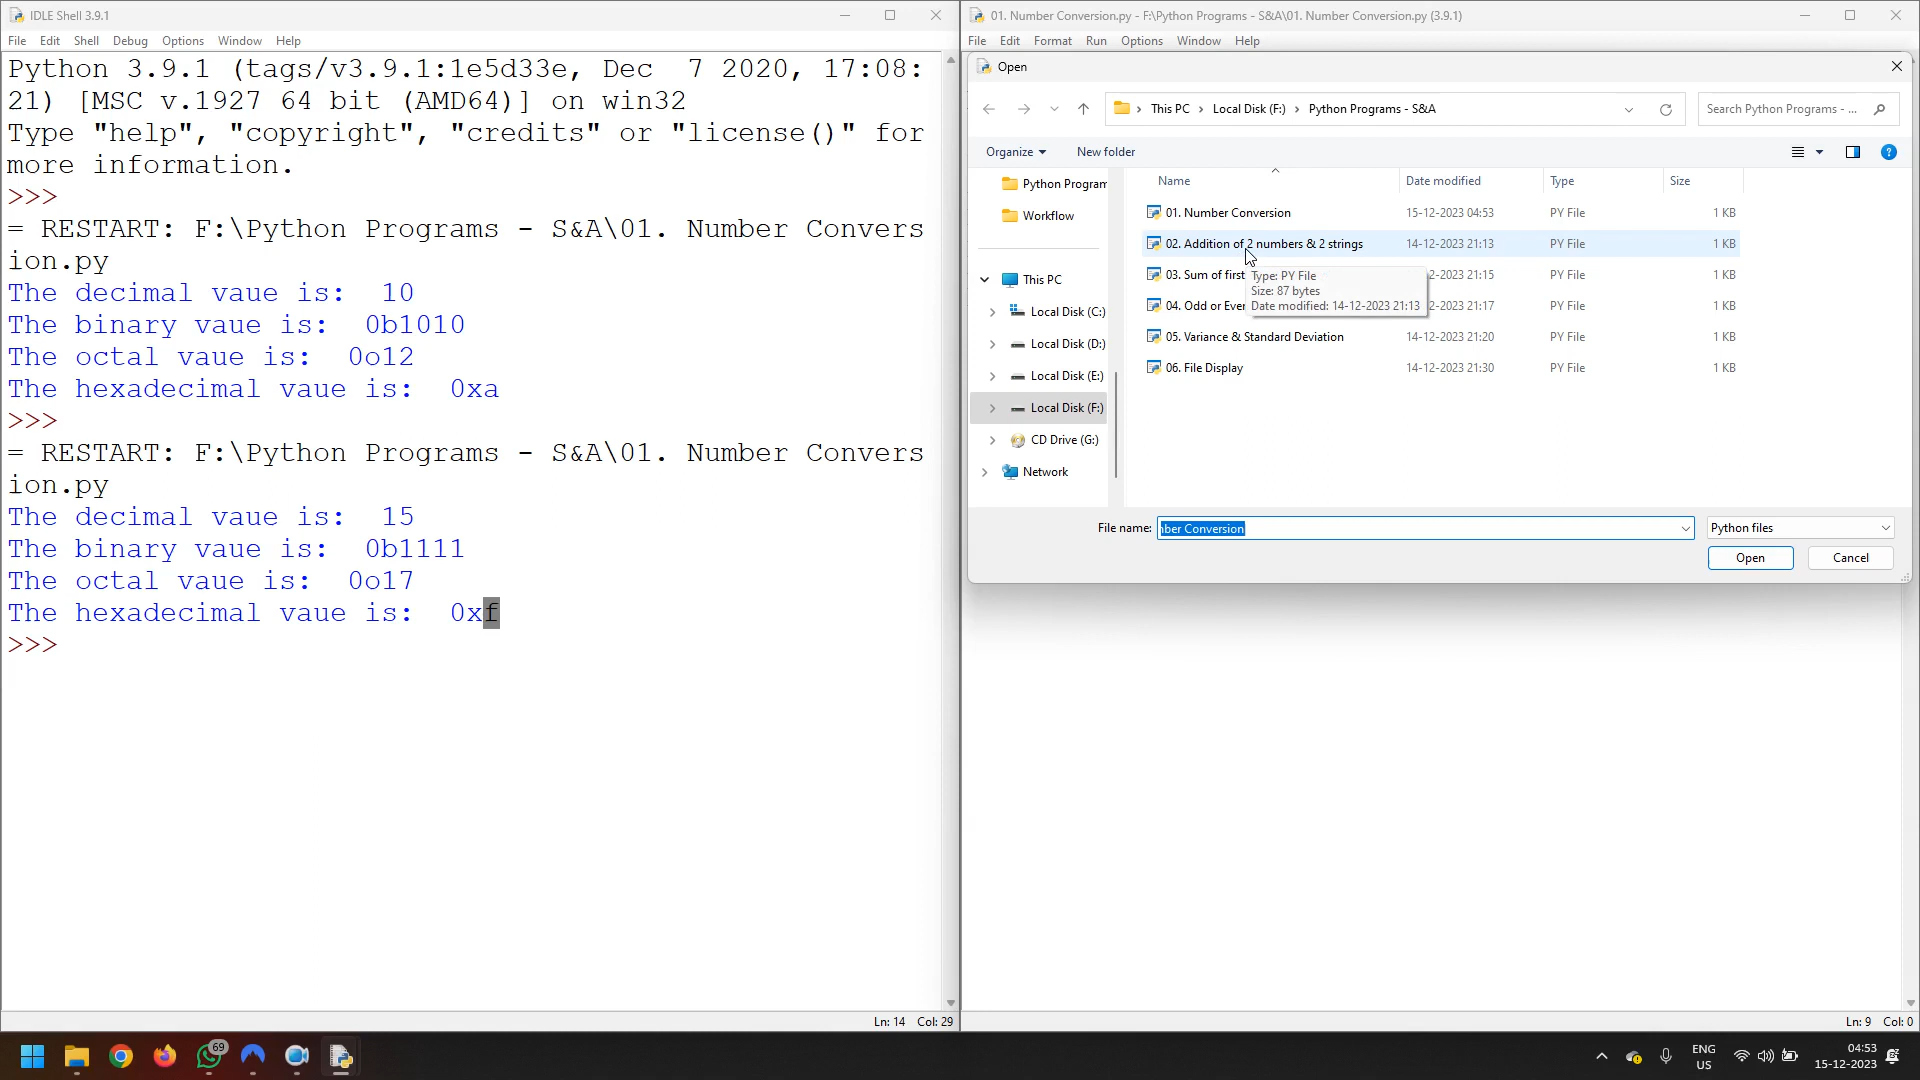 IDLE Shell 3.9.1
File Edit Shell Debug Options Window Help
Python 3.9.1 (tags/v3.9.1:1e5d33e, Dec  7 2020, 17:08:
21) [MSC v.1927 64 bit (AMD64)] on win32
Type "help", "copyright", "credits" or "license()" for
more information.
>>>
= RESTART: F:\Python Programs - S&A\01. Number Convers
ion.py
The decimal vaue is:  10
The binary vaue is:  0b1010
The octal vaue is:  0o12
The hexadecimal vaue is:  0xa
>>>
= RESTART: F:\Python Programs - S&A\01. Number Convers
ion.py
The decimal vaue is:  15
The binary vaue is:  0b1111
The octal vaue is:  0o17
The hexadecimal vaue is:  0xf
>>>
Ln: 14 Col: 29
01. Number Conversion.py - F:\Python Programs - S&A\01. Number Conversion.py (3.9.1)
File Edit Format Run Options Window Help
Open
This PC > Local Disk (F:) > Python Programs - S&A
Search Python Programs - ...
Organize New folder
Python Program
Workflow
This PC
Local Disk (C:)
Local Disk (D:)
Local Disk (E:)
Local Disk (F:)
CD Drive (G:)
Network
Name Date modified Type Size
01. Number Conversion 15-12-2023 04:53 PY File 1 KB
02. Addition of 2 numbers & 2 strings 14-12-2023 21:13 PY File 1 KB
03. Sum of first 2-2023 21:15 PY File 1 KB
04. Odd or Ever 2-2023 21:17 PY File 1 KB
05. Variance & Standard Deviation 14-12-2023 21:20 PY File 1 KB
06. File Display 14-12-2023 21:30 PY File 1 KB
Type: PY File
Size: 87 bytes
Date modified: 14-12-2023 21:13
File name: ber Conversion Python files
Open Cancel
Ln: 9 Col: 0
69
ENG
US
04:53
15-12-2023